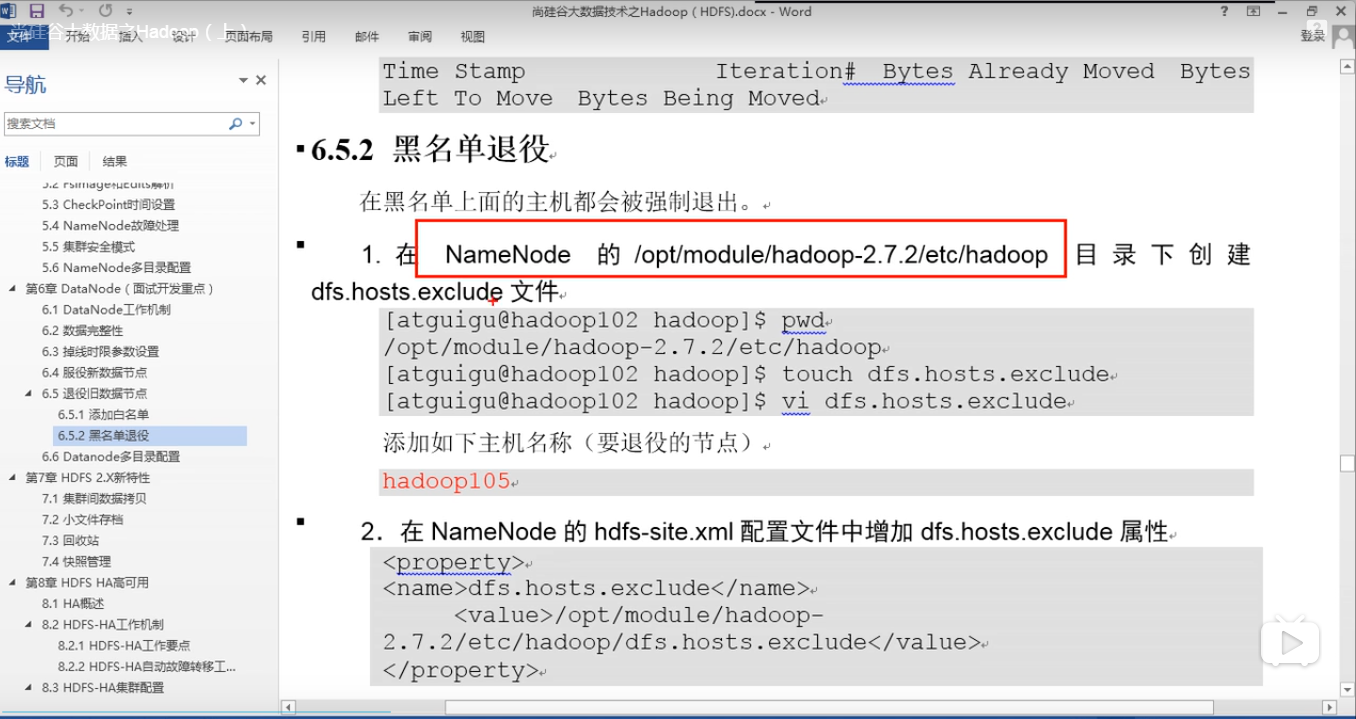 尚硅谷大数据技术之Hadoop（HDFS).docx - Word
尚硅谷大数据之Hadoop（上）
文件 开始 插入 设计 页面布局 引用 邮件 审阅 视图 登录
导航
搜索文档
标题 页面 结果
5.2 Fsimage和Edits解析
5.3 CheckPoint时间设置
5.4 NameNode故障处理
5.5 集群安全模式
5.6 NameNode多目录配置
第6章 DataNode（面试开发重点）
6.1 DataNode工作机制
6.2 数据完整性
6.3 掉线时限参数设置
6.4 服役新数据节点
6.5 退役旧数据节点
6.5.1 添加白名单
6.5.2 黑名单退役
6.6 Datanode多目录配置
第7章 HDFS 2.X新特性
7.1 集群间数据拷贝
7.2 小文件存档
7.3 回收站
7.4 快照管理
第8章 HDFS HA高可用
8.1 HA概述
8.2 HDFS-HA工作机制
8.2.1 HDFS-HA工作要点
8.2.2 HDFS-HA自动故障转移工...
8.3 HDFS-HA集群配置
Time Stamp Iteration# Bytes Already Moved Bytes
Left To Move Bytes Being Moved
6.5.2 黑名单退役
在黑名单上面的主机都会被强制退出。
1. 在 NameNode 的 /opt/module/hadoop-2.7.2/etc/hadoop 目录下创建
dfs.hosts.exclude 文件
[atguigu@hadoop102 hadoop]$ pwd
/opt/module/hadoop-2.7.2/etc/hadoop
[atguigu@hadoop102 hadoop]$ touch dfs.hosts.exclude
[atguigu@hadoop102 hadoop]$ vi dfs.hosts.exclude
添加如下主机名称（要退役的节点）
hadoop105
2. 在 NameNode 的 hdfs-site.xml 配置文件中增加 dfs.hosts.exclude 属性
<property>
<name>dfs.hosts.exclude</name>
<value>/opt/module/hadoop-
2.7.2/etc/hadoop/dfs.hosts.exclude</value>
</property>